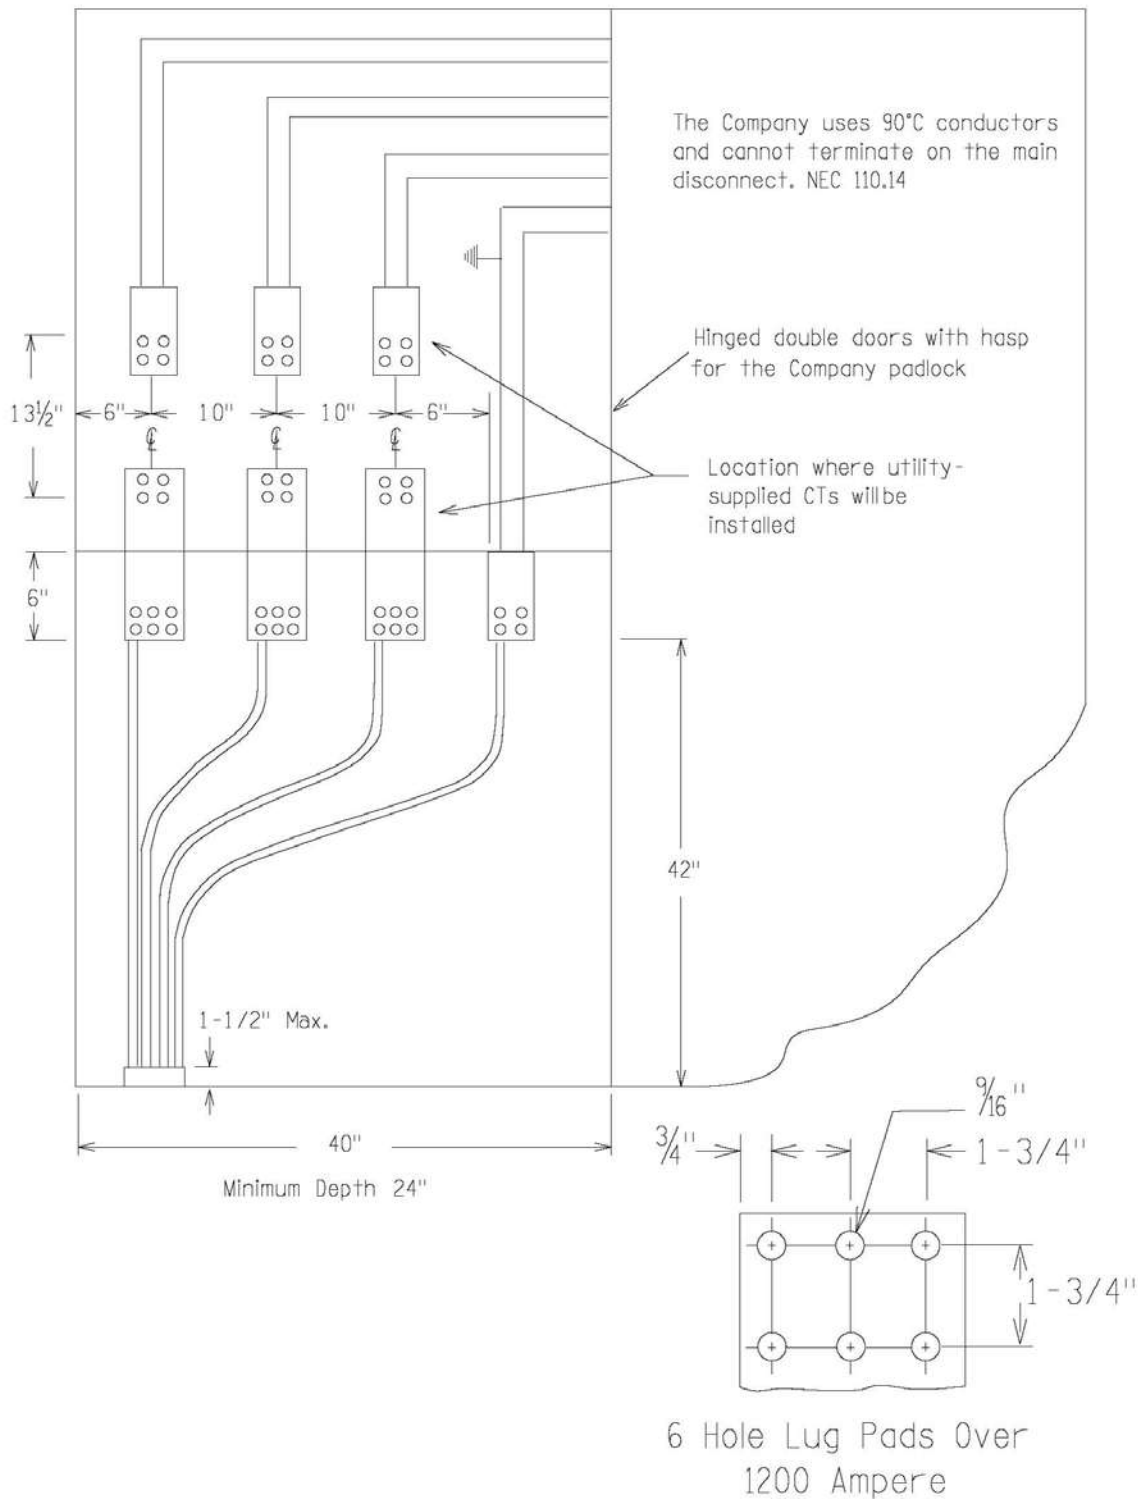 The Company uses 90°C conductors
and cannot terminate on the main
disconnect. NEC 110.14
Hinged double doors with hasp
for the Company padlock
13½"
6"
10"
10"
6"
℄
℄
℄
Location where utility-
supplied CTs willbe
installed
6"
42"
1-1/2" Max.
40"
Minimum Depth 24"
9/16"
3/4"
1-3/4"
1-3/4"
6 Hole Lug Pads Over
1200 Ampere